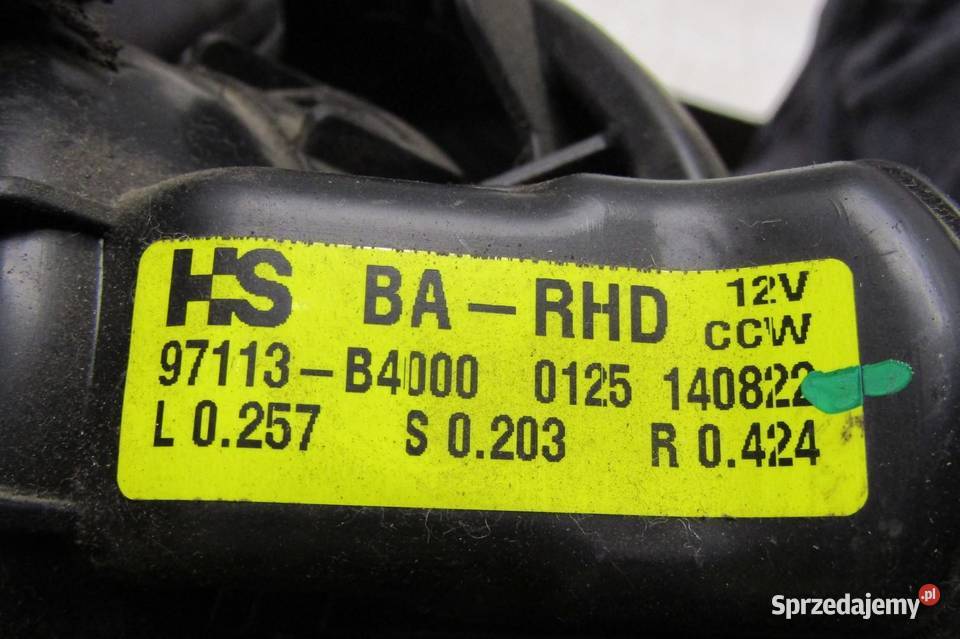 HS BA-RHD 12V
CCW
97113-B4000 0125 140822
L 0.257 S 0.203 R 0.424
Sprzedajemy.pl